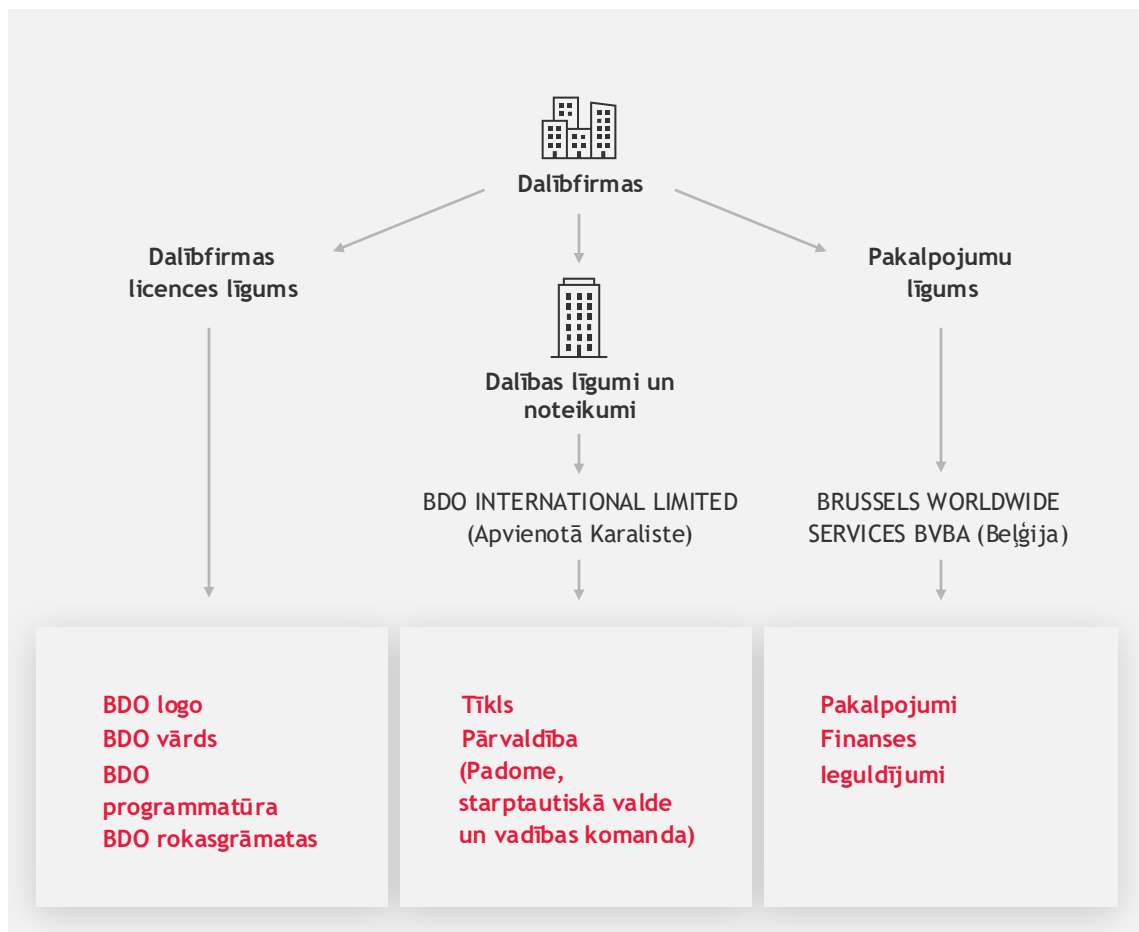 Dalībfirmas
Dalībfirmas
licences līgums
Pakalpojumu
līgums
Dalības līgumi un
noteikumi
BDO INTERNATIONAL LIMITED
(Apvienotā Karaliste)
BRUSSELS WORLDWIDE
SERVICES BVBA (Beļģija)
BDO logo
BDO vārds
BDO
programmatūra
BDO rokasgrāmatas
Tīkls
Pārvaldība
(Padome,
starptautiskā valde
un vadības komanda)
Pakalpojumi
Finanses
Ieguldījumi